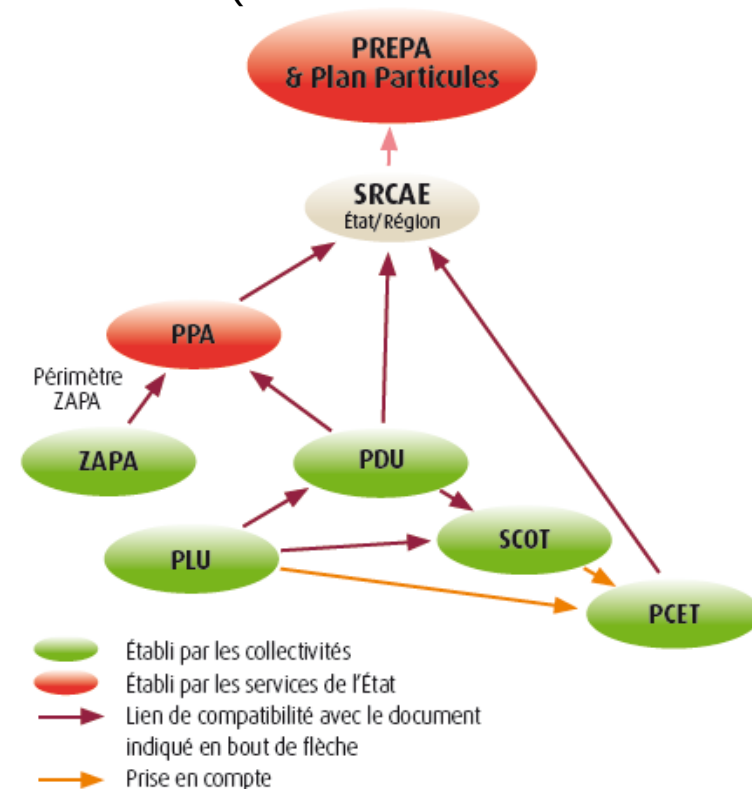 (
PREPA
& Plan Particules
SRCAE
État/Région
PPA
Périmètre
ZAPA
ZAPA
PDU
SCOT
PLU
PCET
Établi par les collectivités
Établi par les services de l'État
Lien de compatibilité avec le document
indiqué en bout de flèche
Prise en compte